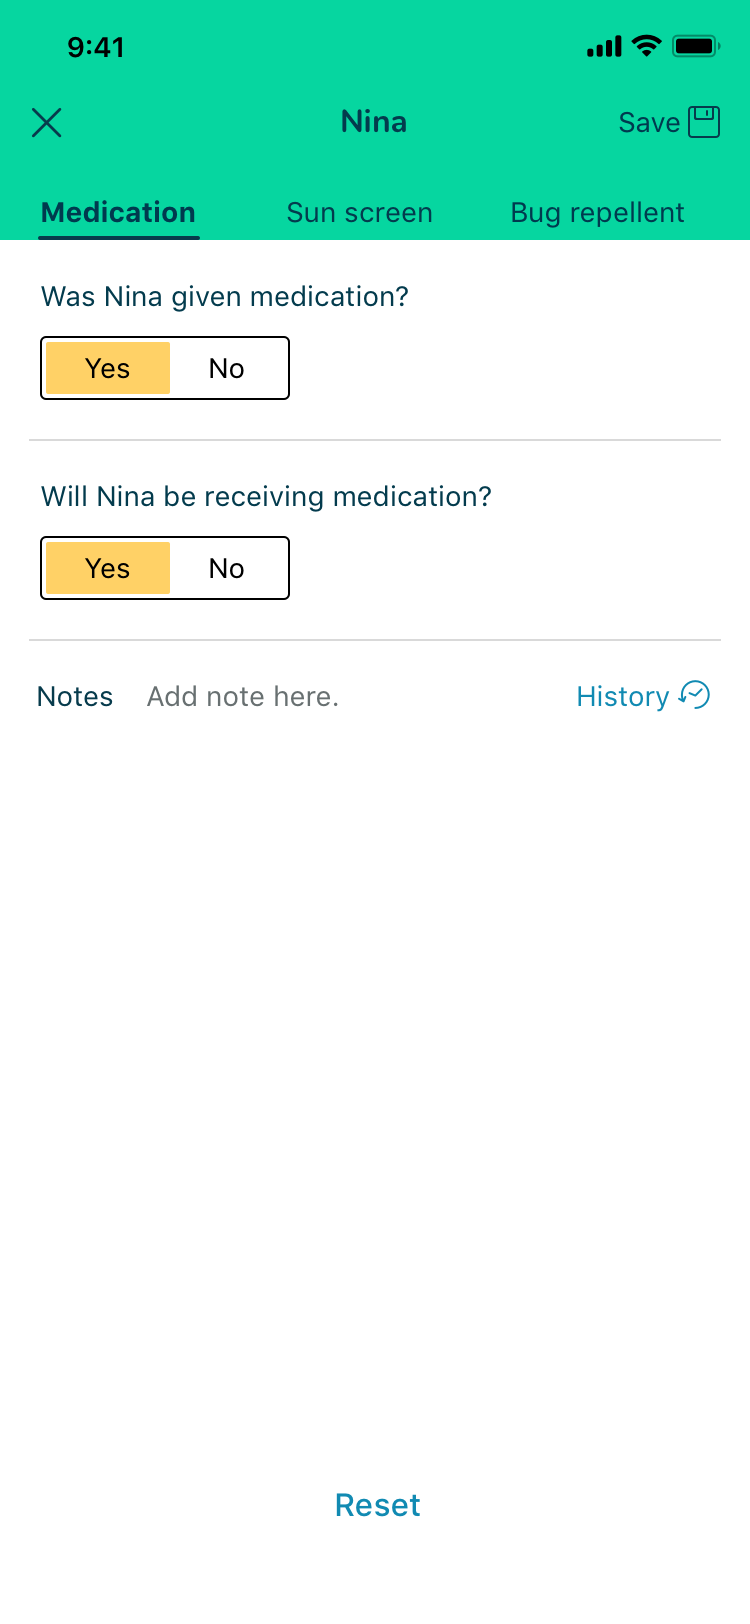 9:41
Nina
Save
Medication Sun screen Bug repellent
Was Nina given medication?
Yes No
Will Nina be receiving medication?
Yes No
Notes Add note here. History
Reset